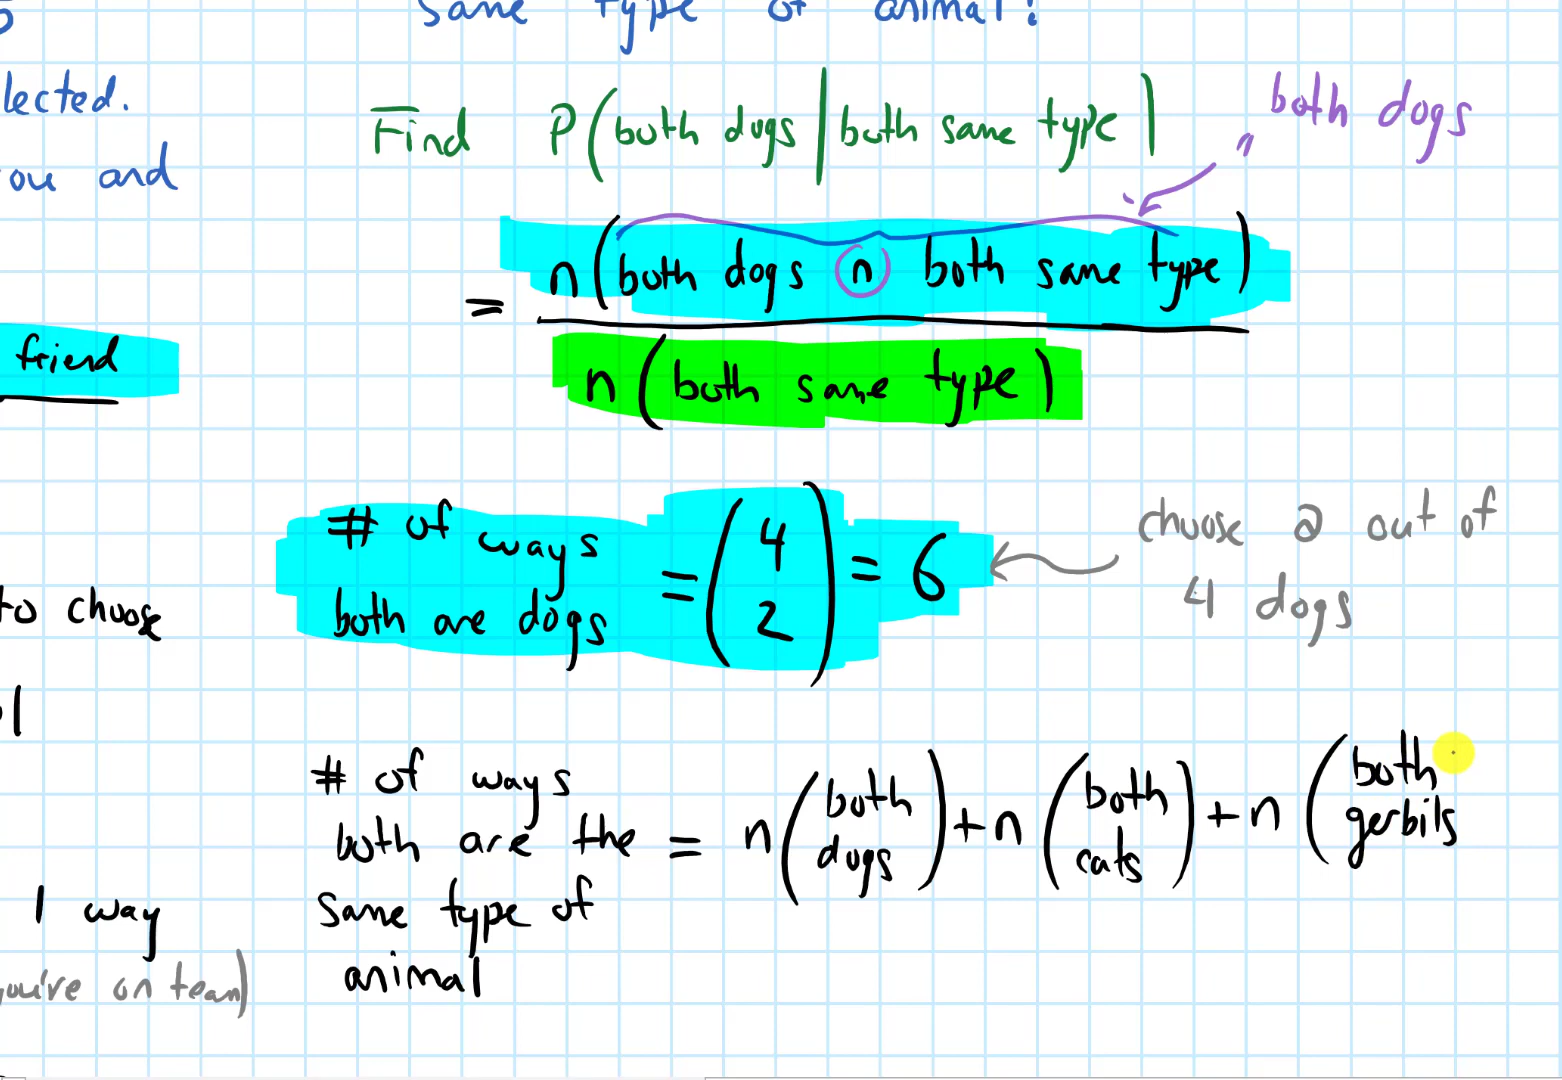 same type of animal?
lected.
ou and
friend
to choose
1 way
you're on team)
Find P(both dogs | both same type)
both dogs
= n(both dogs ∩ both same type)
n(both same type)
# of ways
both are dogs = (4 2) = 6
choose 2 out of
4 dogs
# of ways
both are the = n(both dogs) + n(both cats) + n(both gerbils
same type of
animal